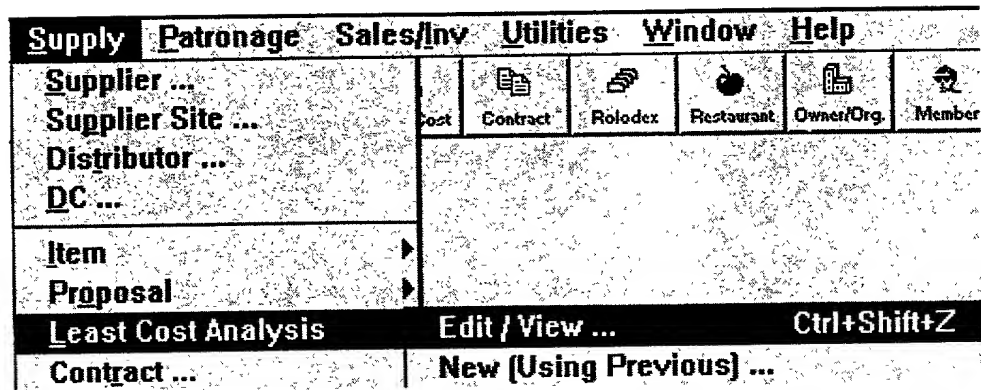 Supply Patronage Sales/Inv Utilities Window Help
Supplier ...
Supplier Site ...
Distributor ...
DC ...
Item
Proposal
Least Cost Analysis
Contract ...
Cost Contract Rolodex Restaurant Owner/Org. Member
Edit / View ... Ctrl+Shift+Z
New (Using Previous) ...